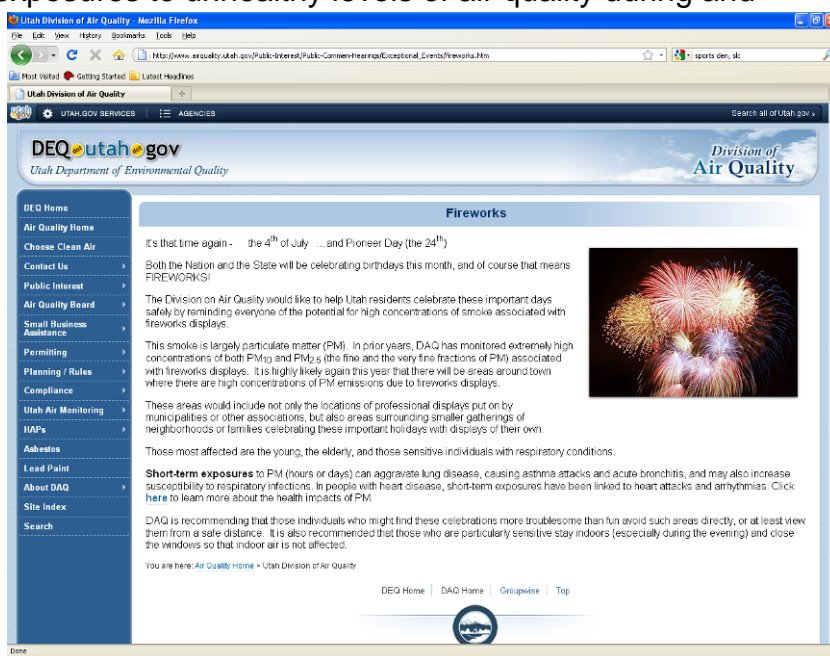 exposures to unhealthy levels of air quality during and
Utah Division of Air Quality - Mozilla Firefox
File Edit View History Bookmarks Tools Help
http://www.airquality.utah.gov/Public-Interest/Public-Commen-Hearings/Exceptional_Events/fireworks.htm
sports den, slc
Most Visited Getting Started Latest Headlines
Utah Division of Air Quality
UTAH.GOV SERVICES AGENCIES Search all of Utah.gov »
DEQ utah gov
Utah Department of Environmental Quality
Division of
Air Quality
DEQ Home
Air Quality Home
Choose Clean Air
Contact Us
Public Interest
Air Quality Board
Small Business
Assistance
Permitting
Planning / Rules
Compliance
Utah Air Monitoring
HAPs
Asbestos
Lead Paint
About DAQ
Site Index
Search
Fireworks
It's that time again - the 4th of July ...and Pioneer Day (the 24th)
Both the Nation and the State will be celebrating birthdays this month, and of course that means
FIREWORKS!
The Division on Air Quality would like to help Utah residents celebrate these important days
safely by reminding everyone of the potential for high concentrations of smoke associated with
fireworks displays.
This smoke is largely particulate matter (PM). In prior years, DAQ has monitored extremely high
concentrations of both PM10 and PM2.5 (the fine and the very fine fractions of PM) associated
with fireworks displays. It is highly likely again this year that there will be areas around town
where there are high concentrations of PM emissions due to fireworks displays.
These areas would include not only the locations of professional displays put on by
municipalities or other associations, but also areas surrounding smaller gatherings of
neighborhoods or families celebrating these important holidays with displays of their own.
Those most affected are the young, the elderly, and those sensitive individuals with respiratory conditions.
Short-term exposures to PM (hours or days) can aggravate lung disease, causing asthma attacks and acute bronchitis, and may also increase
susceptibility to respiratory infections. In people with heart disease, short-term exposures have been linked to heart attacks and arrhythmias. Click
here to learn more about the health impacts of PM.
DAQ is recommending that those individuals who might find these celebrations more troublesome than fun avoid such areas directly, or at least view
them from a safe distance. It is also recommended that those who are particularly sensitive stay indoors (especially during the evening) and close
the windows so that indoor air is not affected.
You are here: Air Quality Home » Utah Division of Air Quality
DEQ Home DAQ Home Groupwise Top
Done